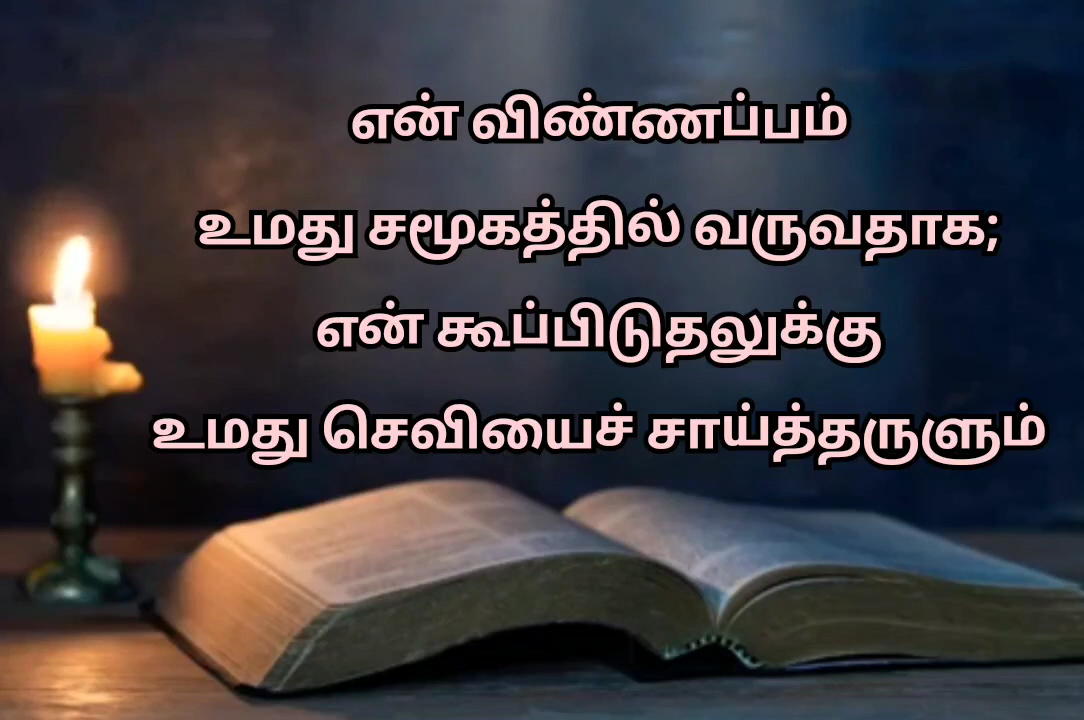 என் விண்ணப்பம்
உமது சமூகத்தில் வருவதாக;
என் கூப்பிடுதலுக்கு
உமது செவியைச் சாய்த்தருளும்